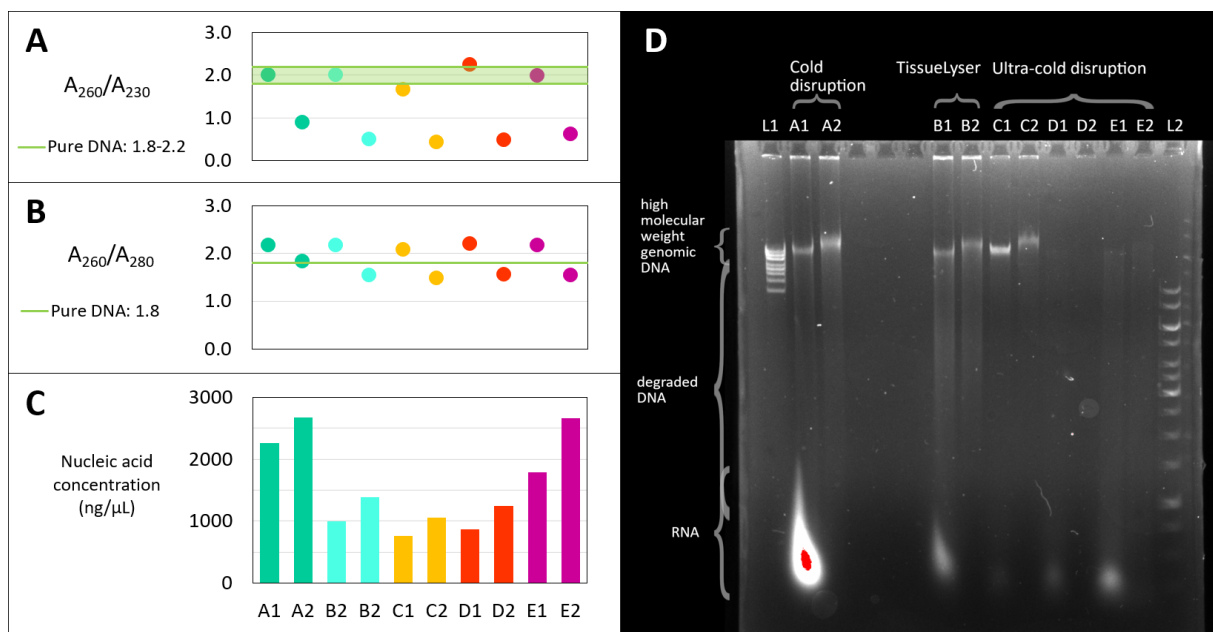 A
3.0
2.0
1.0
0.0
A260/A230
Pure DNA: 1.8-2.2
B
3.0
2.0
1.0
0.0
A260/A280
Pure DNA: 1.8
C
3000
2000
1000
0
Nucleic acid
concentration
(ng/µL)
A1 A2 B2 B2 C1 C2 D1 D2 E1 E2
D
Cold
disruption
TissueLyser
Ultra-cold disruption
L1 A1 A2 B1 B2 C1 C2 D1 D2 E1 E2 L2
high
molecular
weight
genomic
DNA
degraded
DNA
RNA